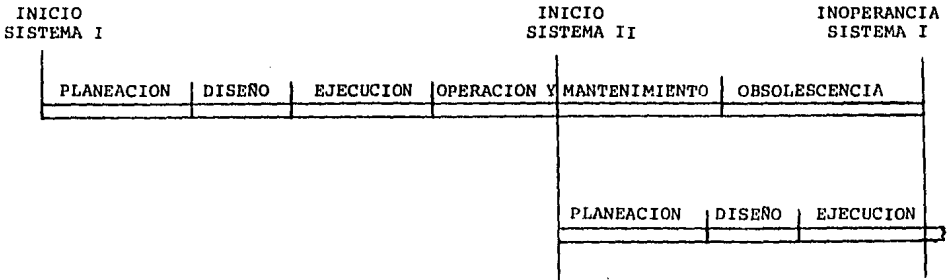 INICIO
SISTEMA I
INICIO
SISTEMA II
INOPERANCIA
SISTEMA I
PLANEACION DISEÑO EJECUCION OPERACION Y MANTENIMIENTO OBSOLESCENCIA
PLANEACION DISEÑO EJECUCION